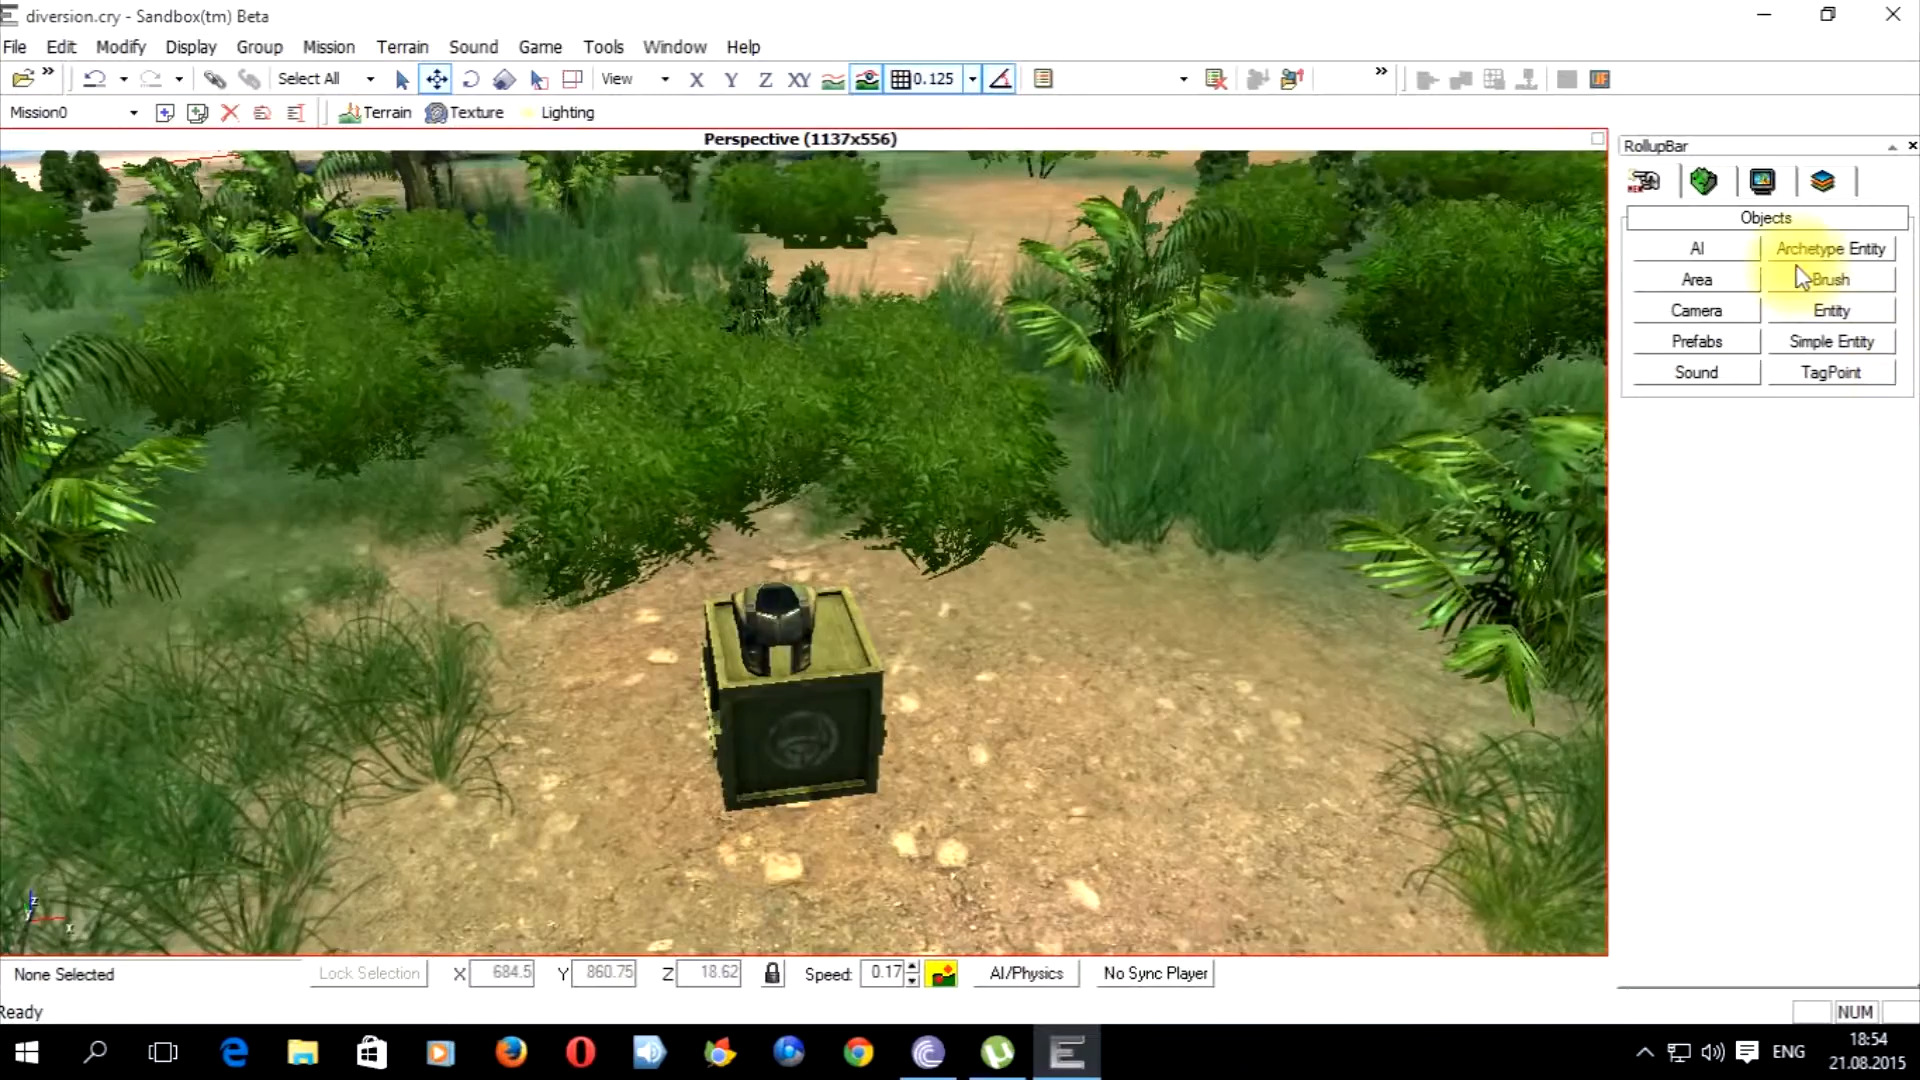 diversion.cry - Sandbox(tm) Beta
File Edit Modify Display Group Mission Terrain Sound Game Tools Window Help
Select All View X Y Z XY 0.125
Mission0 Terrain Texture Lighting
Perspective (1137x556)
RollupBar
Objects
AI Archetype Entity
Area Brush
Camera Entity
Prefabs Simple Entity
Sound TagPoint
z
x
None Selected Lock Selection X 684.5 Y 860.75 Z 18.62 Speed: 0.17 AI/Physics No Sync Player
Ready NUM
ENG 18:54
21.08.2015